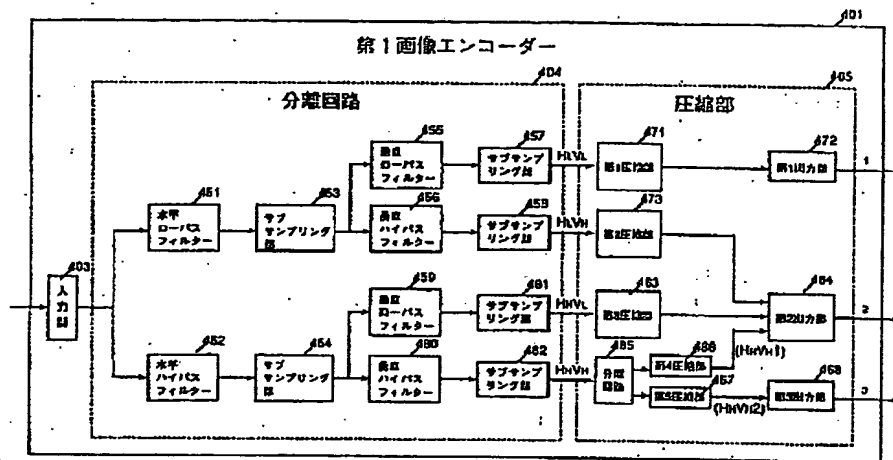 401
第1画像エンコーダー
404
405
分離回路
圧縮部
455
垂直
ローパス
フィルター
457
サブサンプ
リング部
HLVL
471
第1圧縮部
472
第1出力部
1
451
水平
ローパス
フィルター
453
サブ
サンプリング
部
456
垂直
ハイパス
フィルター
サブサンプ
リング部
HLVH
473
第2圧縮部
403
入
力
部
459
垂直
ローパス
フィルター
461
サブサンプ
リング部
HHVL
463
第3圧縮部
464
第2出力部
2
452
水平
ハイパス
フィルター
454
サブ
サンプリング
部
460
垂直
ハイパス
フィルター
462
サブサンプ
リング部
HHVH
465
分離
回路
466
第4圧縮部
(HHVH1)
467
第5圧縮部
(HHVH2)
468
第3出力部
3